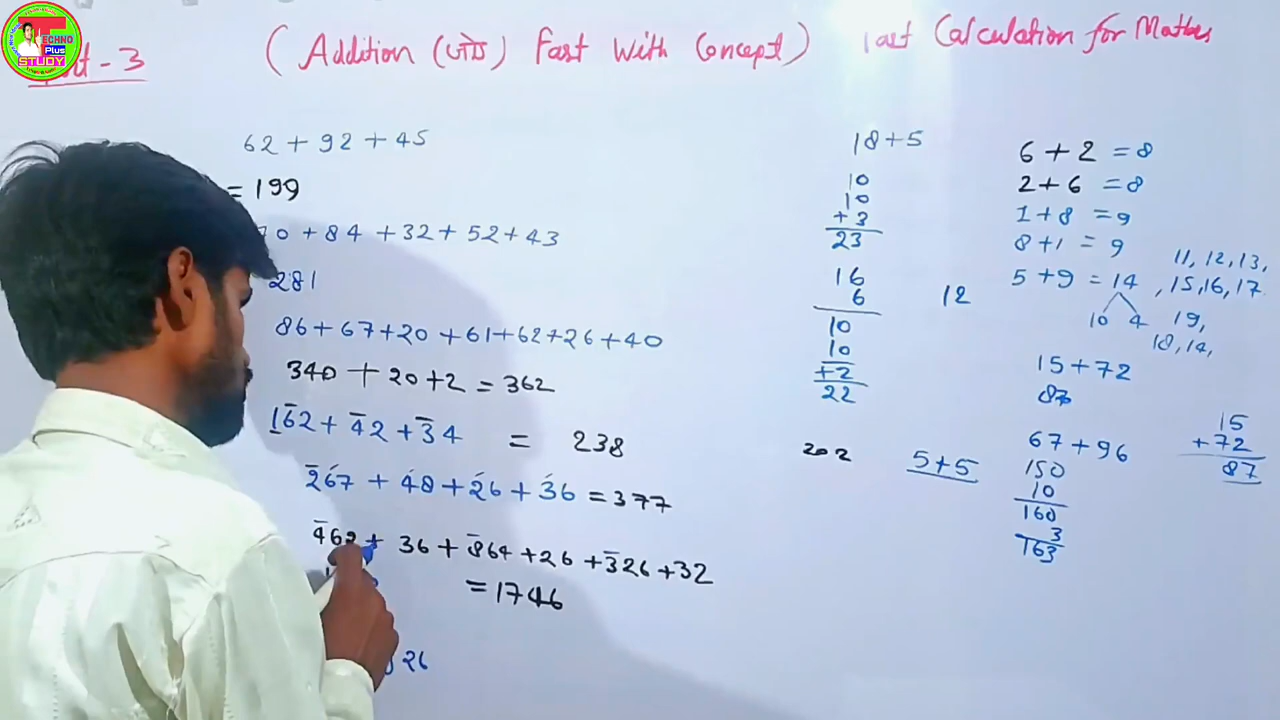 TECHNO
Plus
STUDY
- 3
(Addition (जोड़) Fast With Concept)
Fast Calculation for Maths
62 + 92 + 45
= 199
+ 84 + 32 + 52 + 43
281
86 + 67 + 20 + 61 + 62 + 26 + 40
340 + 20 + 2 = 362
162 + 42 + 34 = 238
267 + 48 + 26 + 36 = 377
462 + 36 + 864 + 26 + 326 + 32
= 1746
26
18 + 5
10
10
+ 3
23
16
6
12
10
10
+2
22
202
5+5
6 + 2 = 8
2 + 6 = 8
1 + 8 = 9
8 + 1 = 9
5 + 9 = 14
10 4
11, 12, 13,
, 15, 16, 17
19,
18, 14,
15 + 72
87
67 + 96
150
10
160
3
163
15
+ 72
87